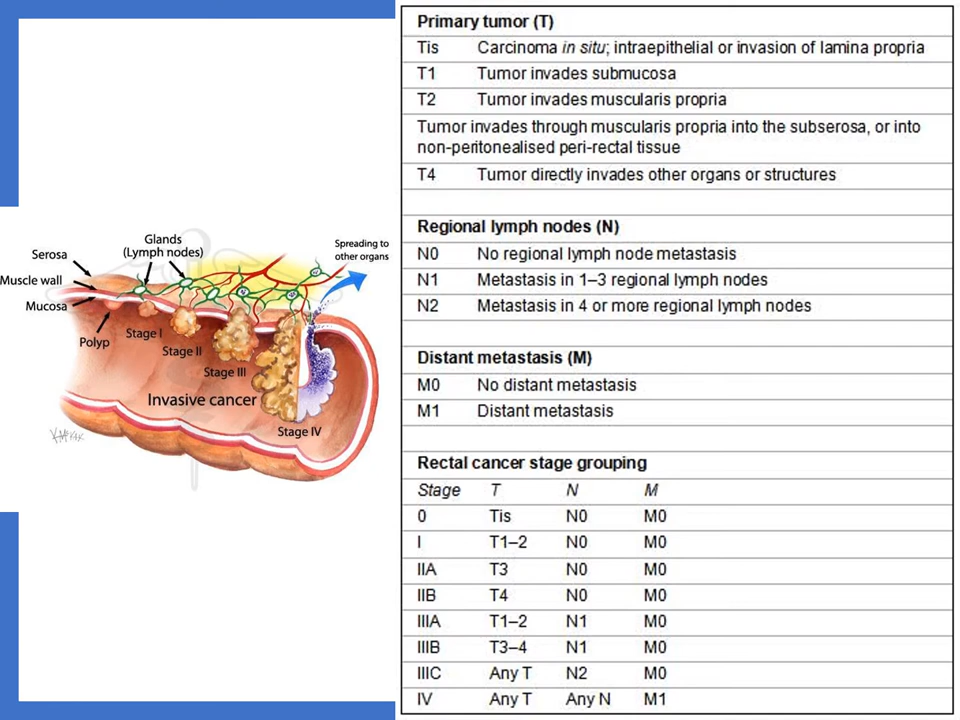 Serosa
Muscle wall
Mucosa
Polyp
Glands
(Lymph nodes)
Spreading to
other organs
Stage I
Stage II
Stage III
Invasive cancer
Stage IV
Primary tumor (T)
Tis Carcinoma in situ; intraepithelial or invasion of lamina propria
T1 Tumor invades submucosa
T2 Tumor invades muscularis propria
Tumor invades through muscularis propria into the subserosa, or into
non-peritonealised peri-rectal tissue
T4 Tumor directly invades other organs or structures
Regional lymph nodes (N)
N0 No regional lymph node metastasis
N1 Metastasis in 1–3 regional lymph nodes
N2 Metastasis in 4 or more regional lymph nodes
Distant metastasis (M)
M0 No distant metastasis
M1 Distant metastasis
Rectal cancer stage grouping
Stage T N M
0 Tis N0 M0
I T1–2 N0 M0
IIA T3 N0 M0
IIB T4 N0 M0
IIIA T1–2 N1 M0
IIIB T3–4 N1 M0
IIIC Any T N2 M0
IV Any T Any N M1